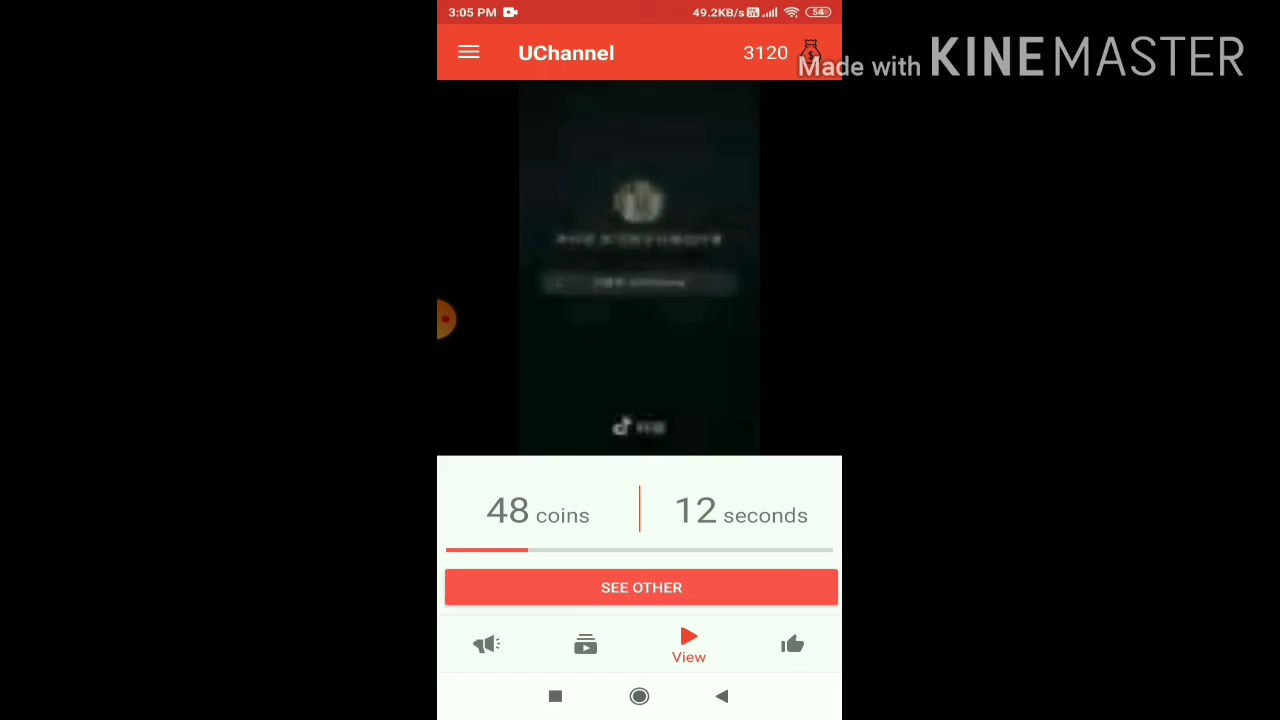 3:05 PM
49.2KB/s
54
UChannel
3120
Made with KINEMASTER
48 coins
12 seconds
SEE OTHER
View